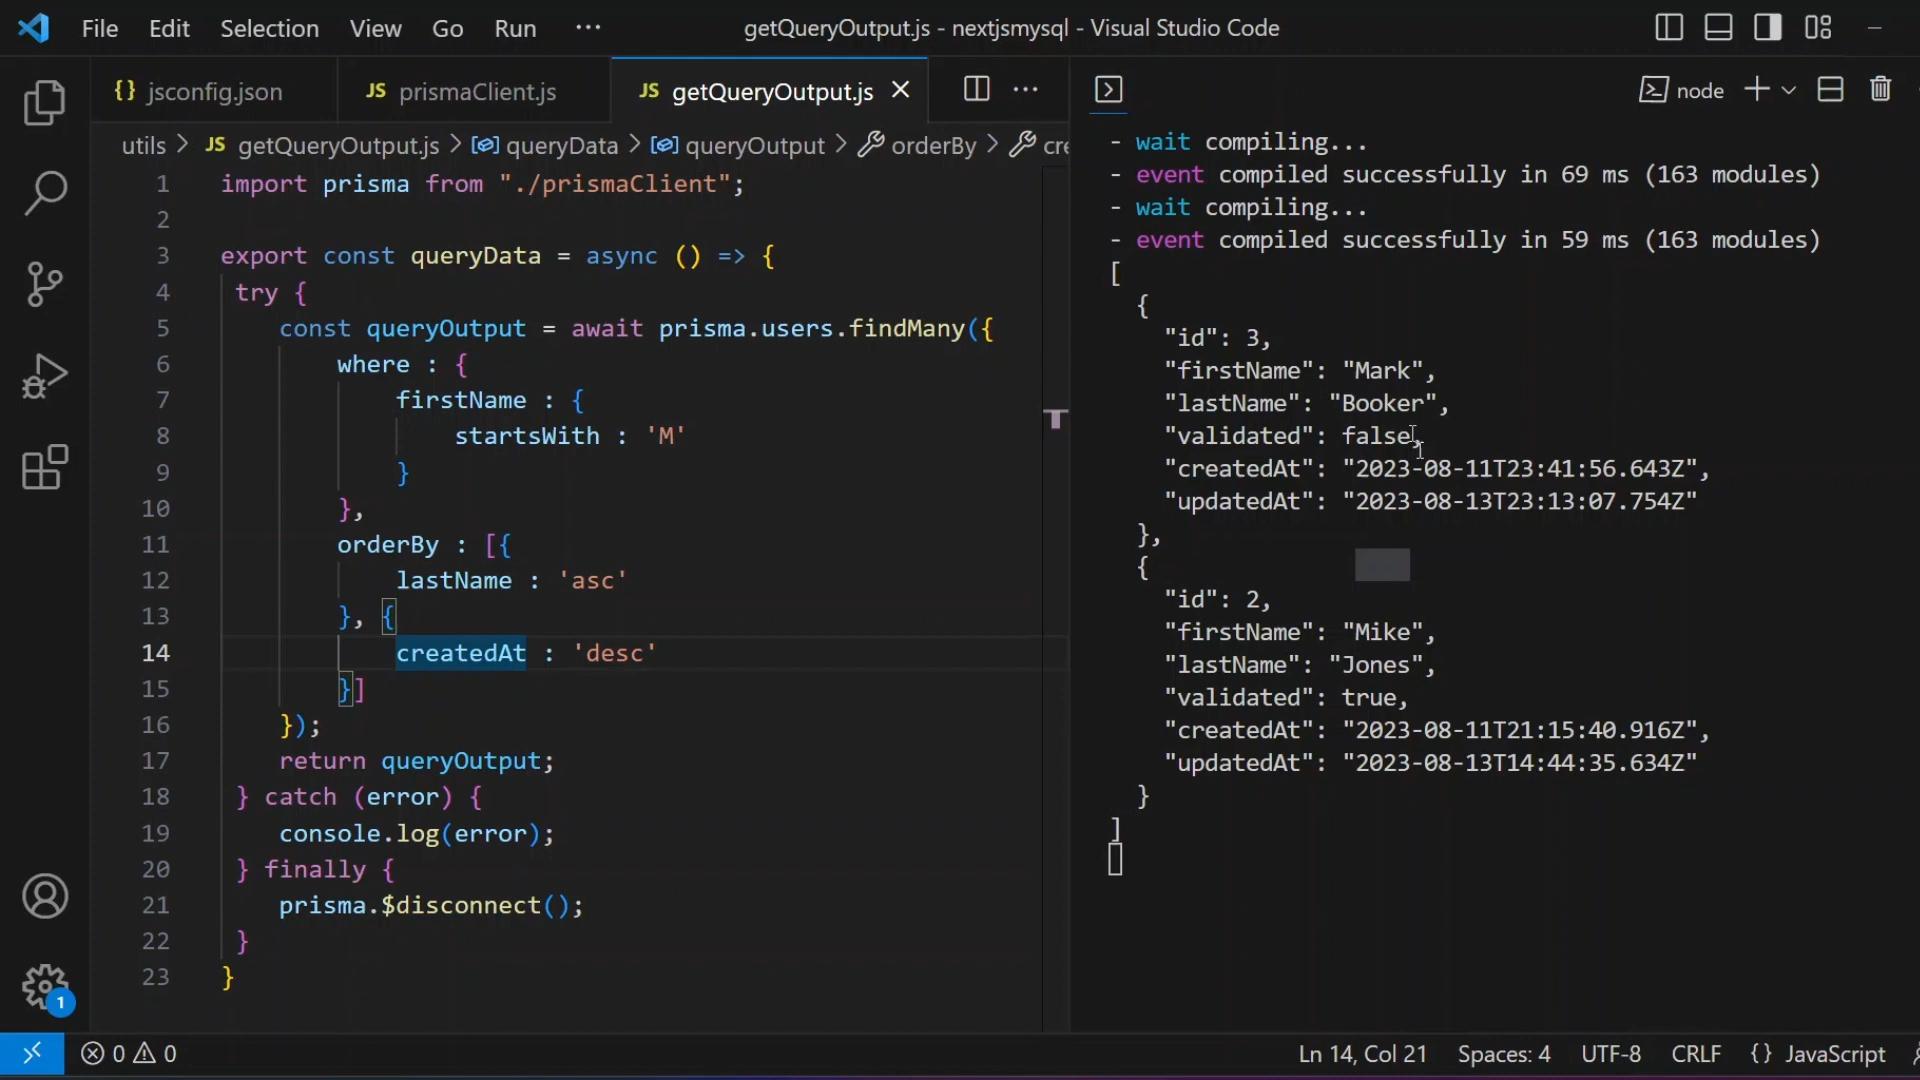 File Edit Selection View Go Run ··· getQueryOutput.js - nextjsmysql - Visual Studio Code
{} jsconfig.json JS prismaClient.js JS getQueryOutput.js
utils > JS getQueryOutput.js > queryData > queryOutput > orderBy > cre
1 import prisma from "./prismaClient";
2
3 export const queryData = async () => {
4 try {
5 const queryOutput = await prisma.users.findMany({
6 where : {
7 firstName : {
8 startsWith : 'M'
9 }
10 },
11 orderBy : [{
12 lastName : 'asc'
13 }, {
14 createdAt : 'desc'
15 }]
16 });
17 return queryOutput;
18 } catch (error) {
19 console.log(error);
20 } finally {
21 prisma.$disconnect();
22 }
23 }
node
- wait compiling...
- event compiled successfully in 69 ms (163 modules)
- wait compiling...
- event compiled successfully in 59 ms (163 modules)
[
{
"id": 3,
"firstName": "Mark",
"lastName": "Booker",
"validated": false,
"createdAt": "2023-08-11T23:41:56.643Z",
"updatedAt": "2023-08-13T23:13:07.754Z"
},
{
"id": 2,
"firstName": "Mike",
"lastName": "Jones",
"validated": true,
"createdAt": "2023-08-11T21:15:40.916Z",
"updatedAt": "2023-08-13T14:44:35.634Z"
}
]
1
0 0 Ln 14, Col 21 Spaces: 4 UTF-8 CRLF {} JavaScript